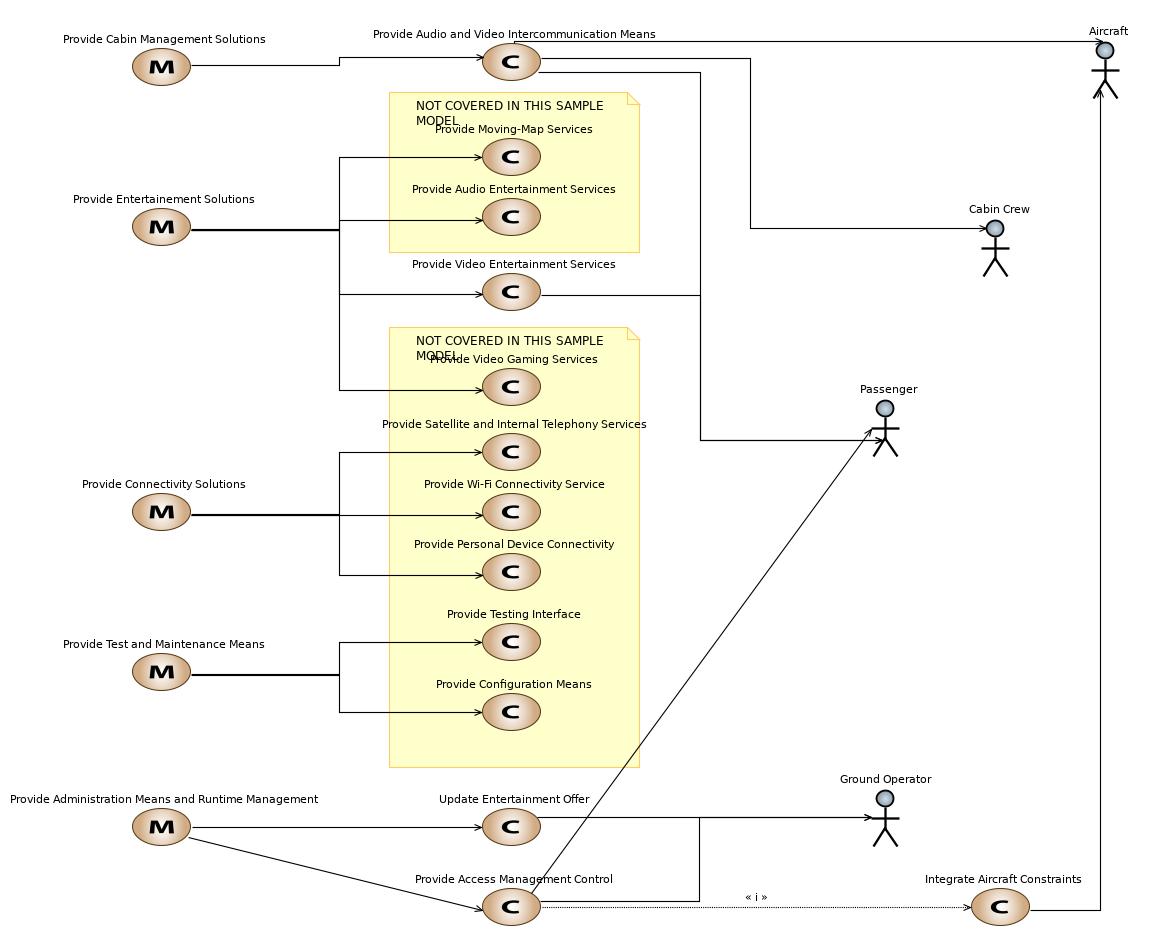 Aircraft
Provide Audio and Video Intercommunication Means
Provide Cabin Management Solutions
M
C
NOT COVERED IN THIS SAMPLE
MODEL
Provide Moving-Map Services
C
Provide Audio Entertainment Services
Provide Entertainement Solutions
C
M
Cabin Crew
Provide Video Entertainment Services
C
NOT COVERED IN THIS SAMPLE
MODEL
Provide Video Gaming Services
C
Passenger
Provide Satellite and Internal Telephony Services
C
Provide Connectivity Solutions
Provide Wi-Fi Connectivity Service
M
C
Provide Personal Device Connectivity
C
Provide Testing Interface
C
Provide Test and Maintenance Means
M
Provide Configuration Means
C
Ground Operator
Provide Administration Means and Runtime Management
Update Entertainment Offer
M
C
Provide Access Management Control
Integrate Aircraft Constraints
« i »
C
C